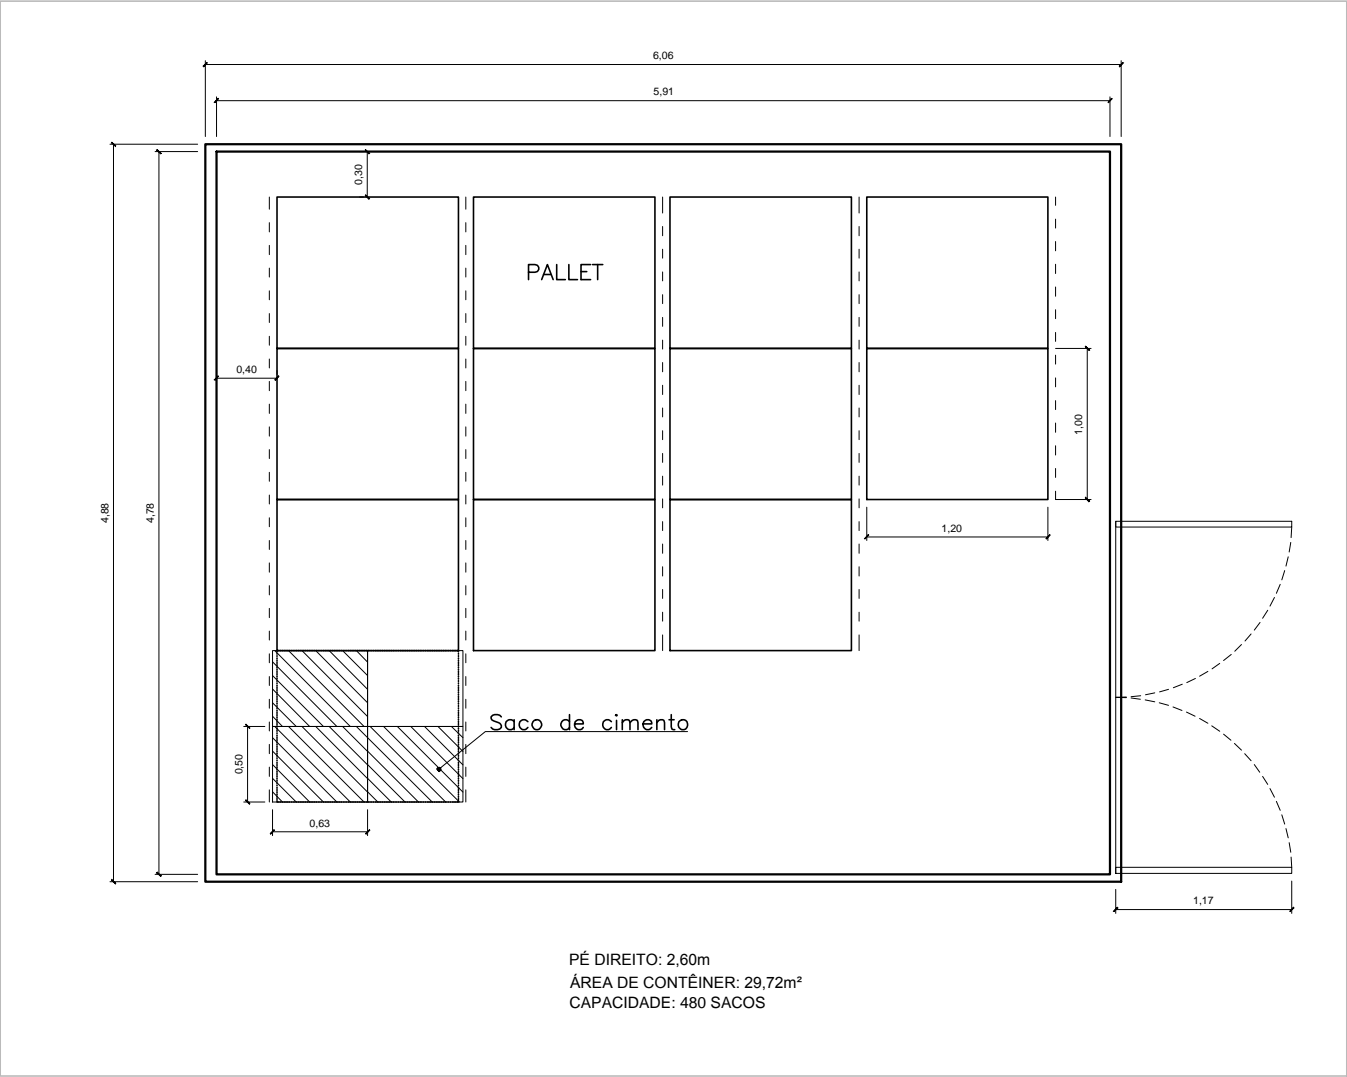 6,06
5,91
0,30
PALLET
0,40
1,00
4,88
4,78
1,20
Saco de cimento
0,50
0,63
1,17
PÉ DIREITO: 2,60m
ÁREA DE CONTÊINER: 29,72m²
CAPACIDADE: 480 SACOS